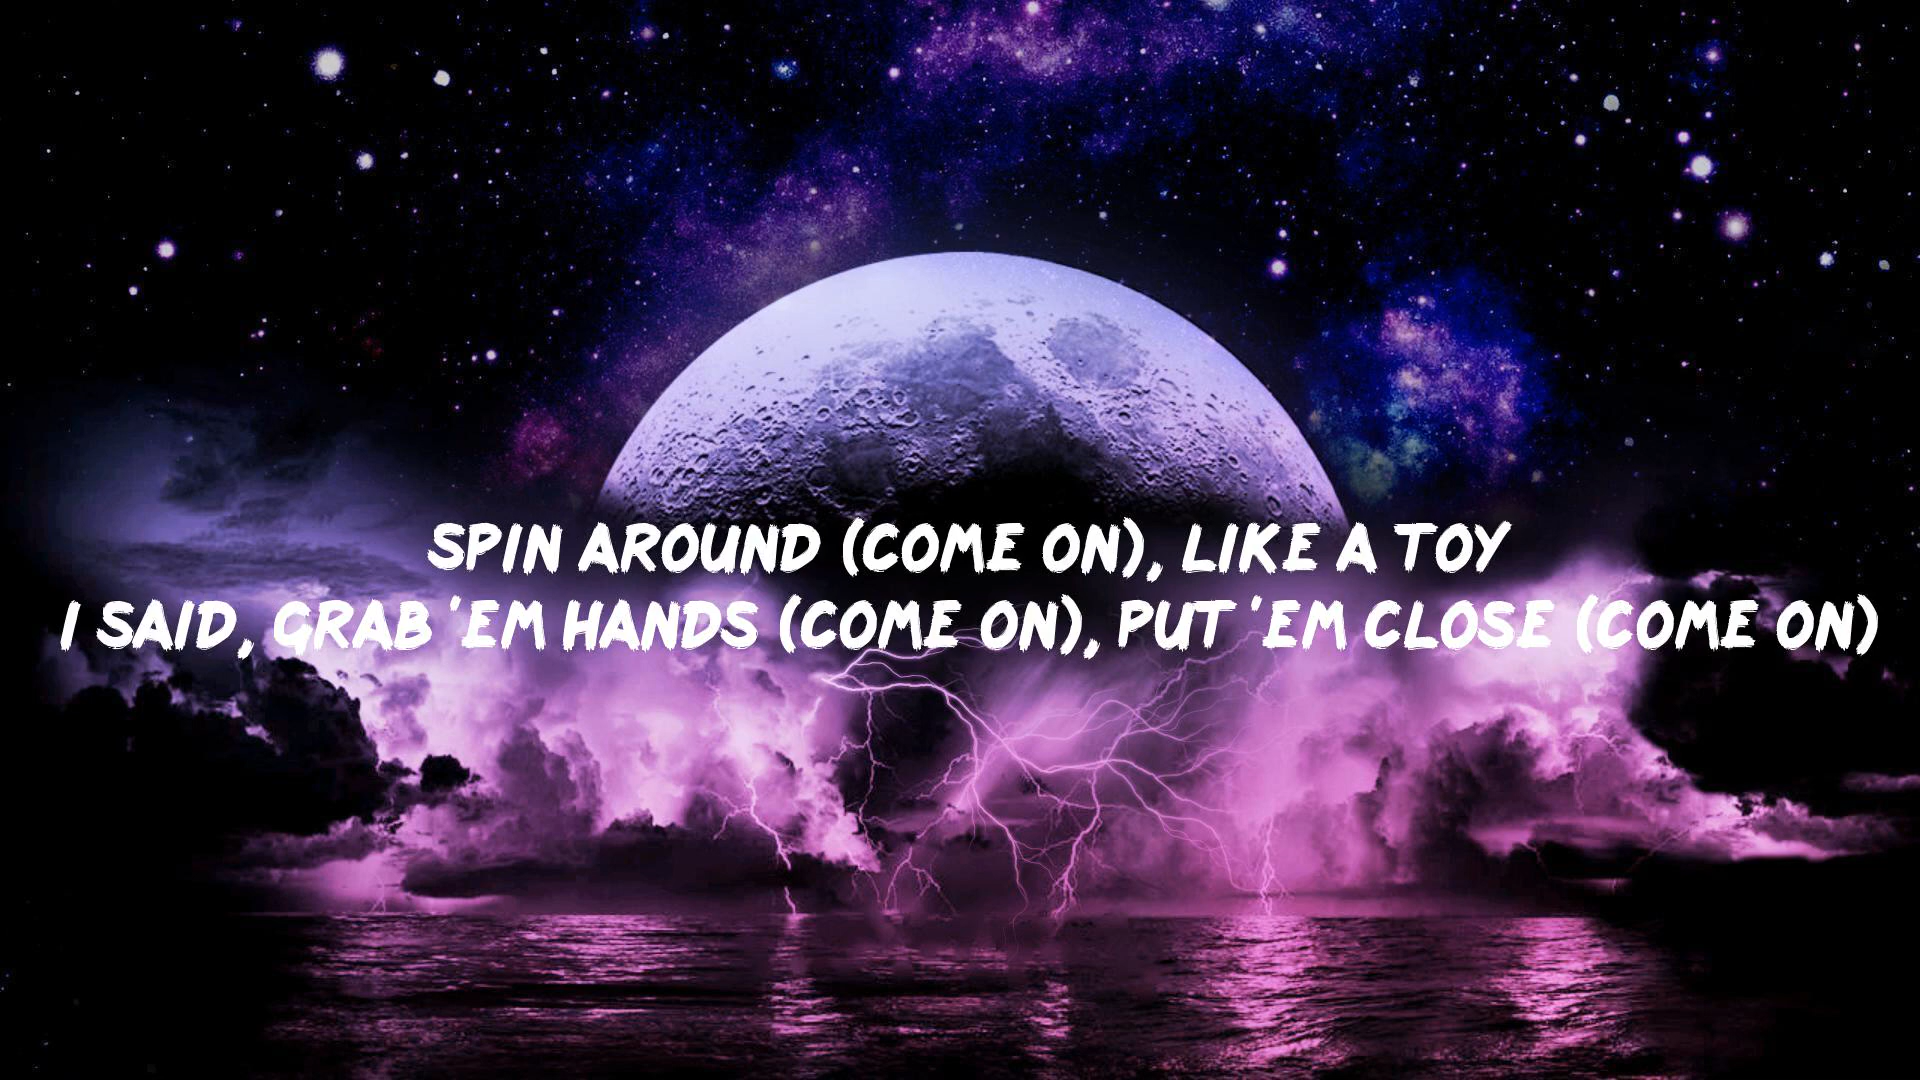 SPIN AROUND (COME ON), LIKE A TOY
I SAID, GRAB 'EM HANDS (COME ON), PUT 'EM CLOSE (COME ON)